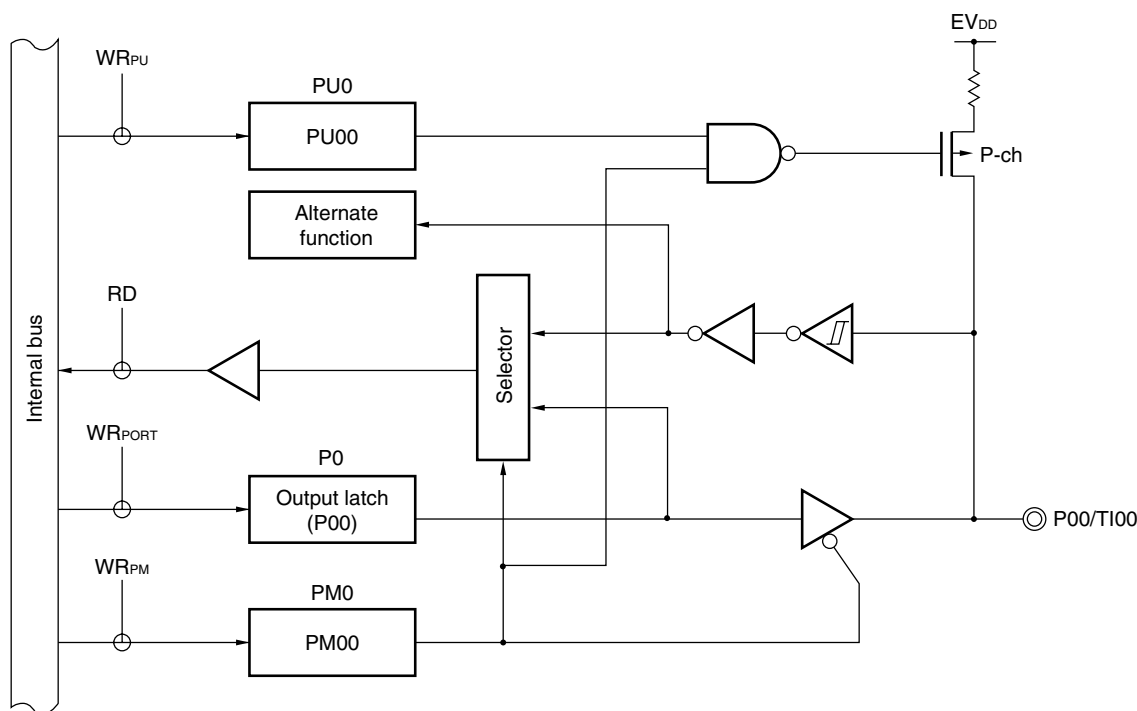 EVDD
WRPU
PU0
PU00
P-ch
Alternate
function
RD
Internal bus
Selector
WRPORT
P0
Output latch
(P00)
P00/TI00
WRPM
PM0
PM00